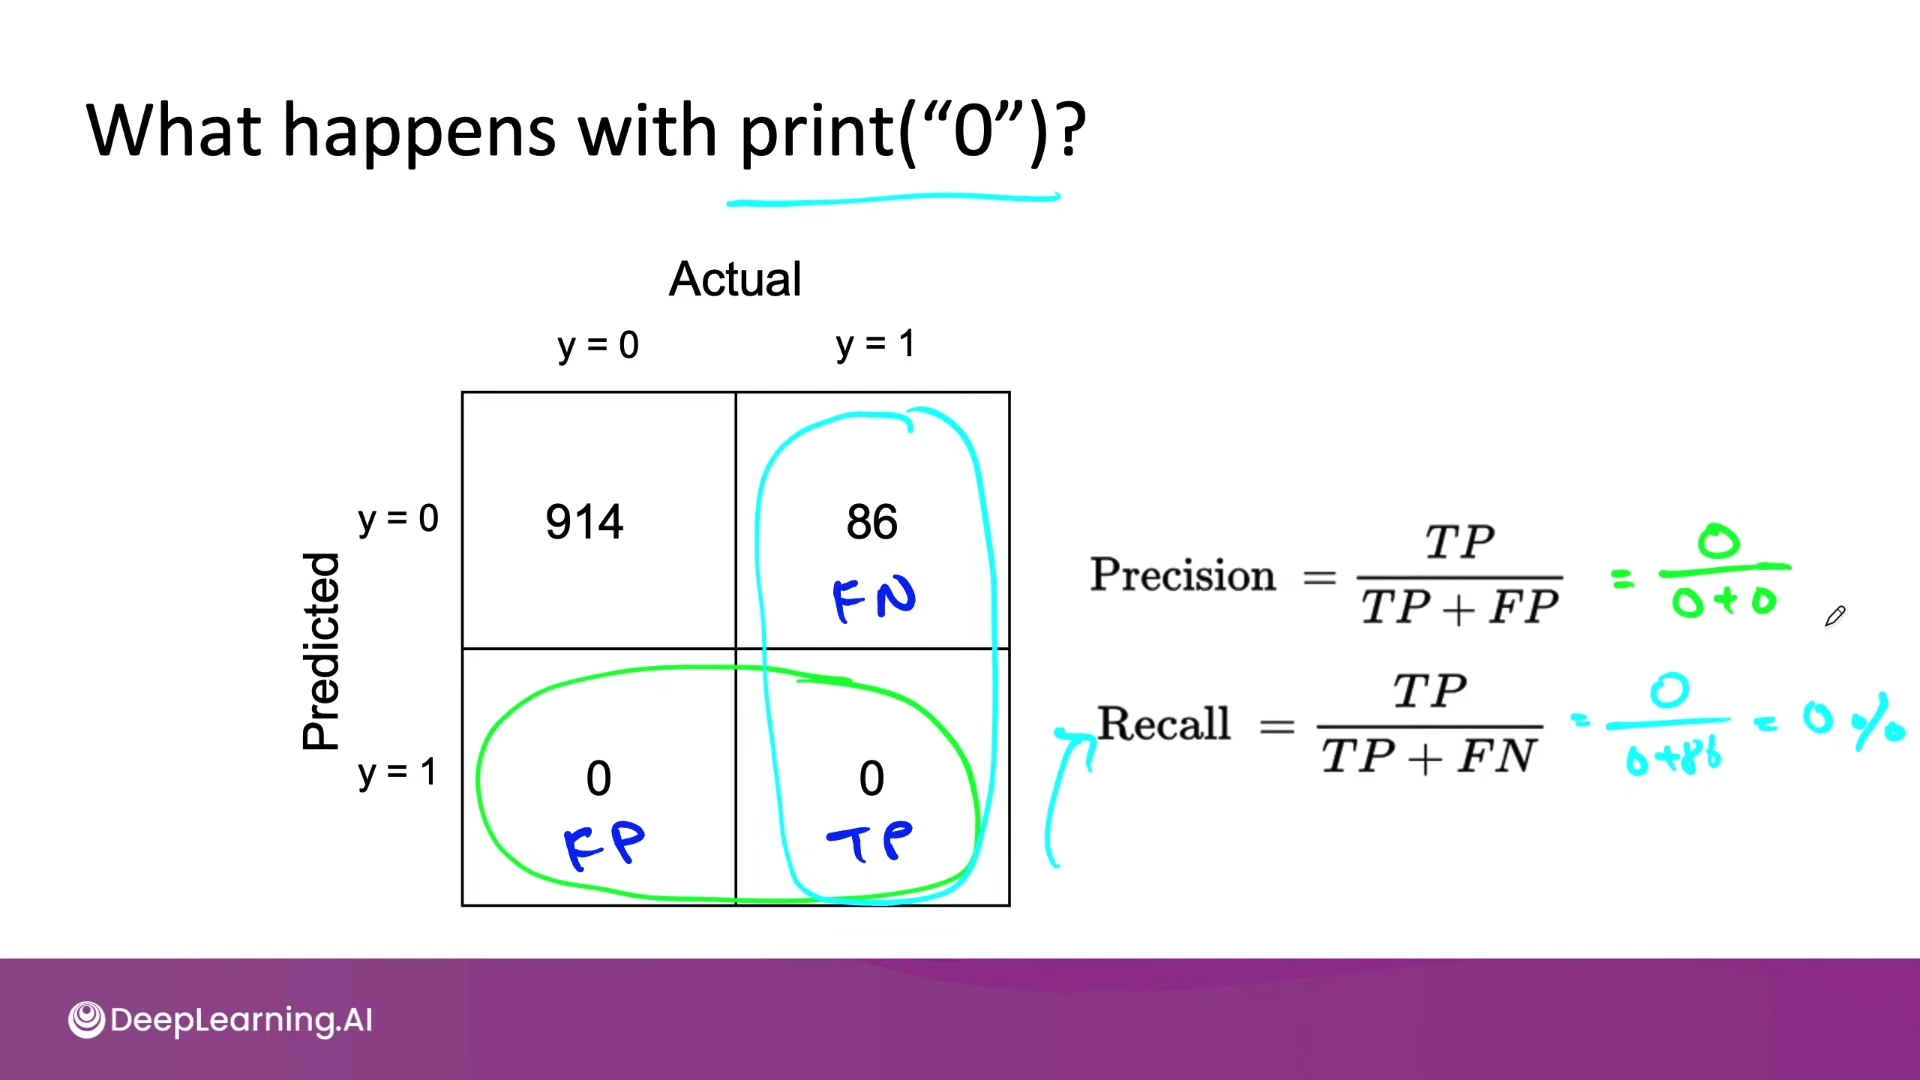 What happens with print(“0”)?
Actual
y = 0 y = 1
Predicted
y = 0 914 86
FN
y = 1 0 0
FP TP
Precision = TP / TP + FP = 0 / 0 + 0
Recall = TP / TP + FN = 0 / 0 + 86 = 0 %
DeepLearning.AI